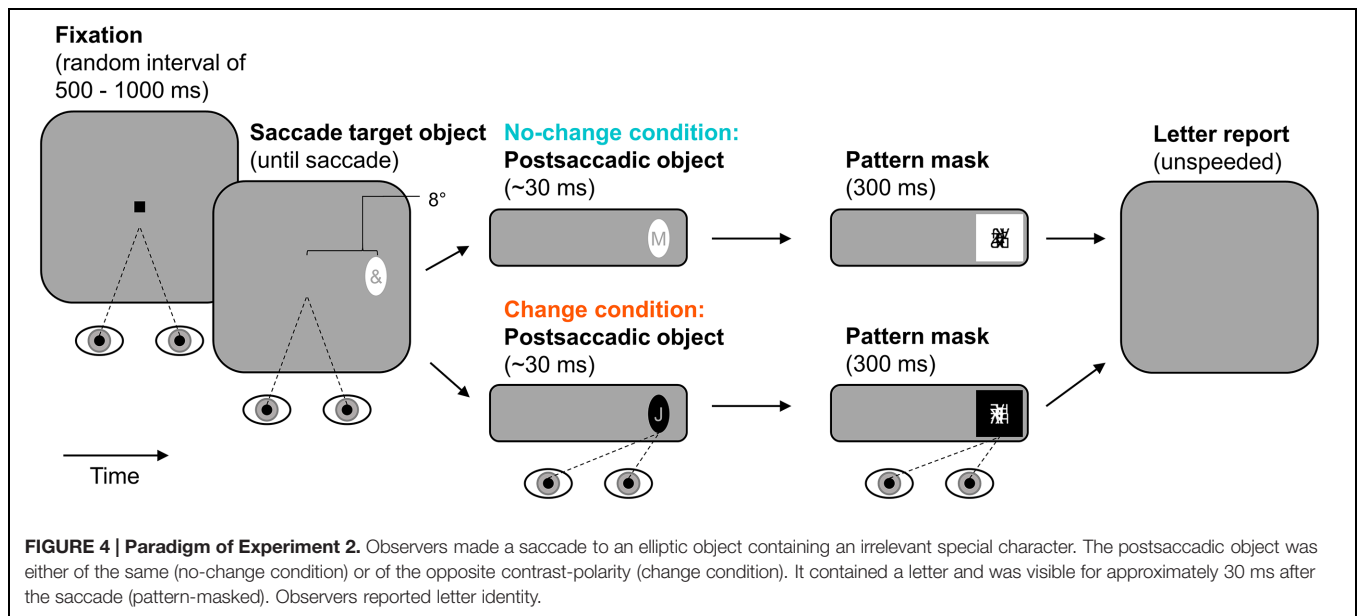 Fixation
(random interval of
500 - 1000 ms)
Saccade target object
(until saccade)
8°
&
No-change condition:
Postsaccadic object
(~30 ms)
M
Pattern mask
(300 ms)
Change condition:
Postsaccadic object
(~30 ms)
J
Pattern mask
(300 ms)
Letter report
(unspeeded)
Time
FIGURE 4 | Paradigm of Experiment 2. Observers made a saccade to an elliptic object containing an irrelevant special character. The postsaccadic object was
either of the same (no-change condition) or of the opposite contrast-polarity (change condition). It contained a letter and was visible for approximately 30 ms after
the saccade (pattern-masked). Observers reported letter identity.